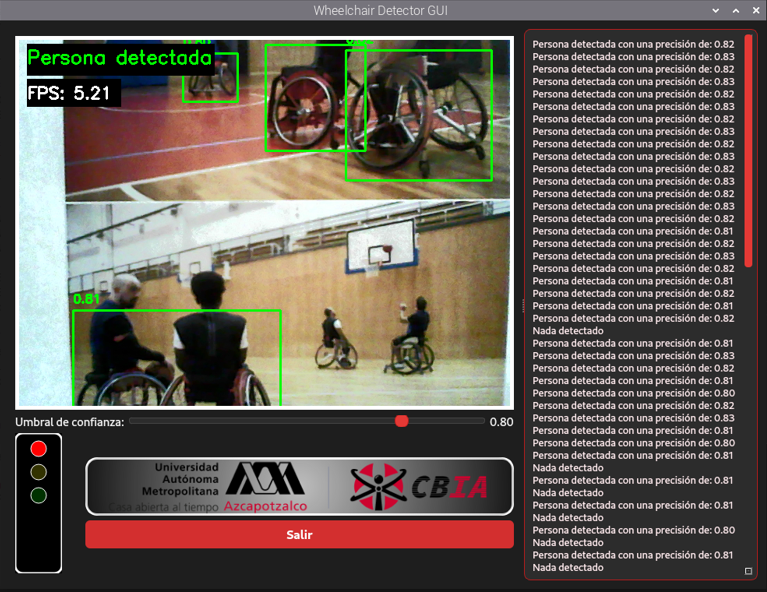 Wheelchair Detector GUI
Persona detectada
FPS: 5.21
0.81
Umbral de confianza:
0.80
Universidad
Autónoma
Metropolitana
Casa abierta al tiempo
Azcapotzalco
CBIA
Salir
Persona detectada con una precisión de: 0.82
Persona detectada con una precisión de: 0.83
Persona detectada con una precisión de: 0.82
Persona detectada con una precisión de: 0.83
Persona detectada con una precisión de: 0.82
Persona detectada con una precisión de: 0.83
Persona detectada con una precisión de: 0.82
Persona detectada con una precisión de: 0.83
Persona detectada con una precisión de: 0.82
Persona detectada con una precisión de: 0.83
Persona detectada con una precisión de: 0.82
Persona detectada con una precisión de: 0.83
Persona detectada con una precisión de: 0.82
Persona detectada con una precisión de: 0.83
Persona detectada con una precisión de: 0.82
Persona detectada con una precisión de: 0.81
Persona detectada con una precisión de: 0.82
Persona detectada con una precisión de: 0.83
Persona detectada con una precisión de: 0.82
Persona detectada con una precisión de: 0.81
Persona detectada con una precisión de: 0.82
Persona detectada con una precisión de: 0.81
Persona detectada con una precisión de: 0.82
Nada detectado
Persona detectada con una precisión de: 0.81
Persona detectada con una precisión de: 0.83
Persona detectada con una precisión de: 0.82
Persona detectada con una precisión de: 0.81
Persona detectada con una precisión de: 0.80
Persona detectada con una precisión de: 0.82
Persona detectada con una precisión de: 0.83
Persona detectada con una precisión de: 0.81
Persona detectada con una precisión de: 0.80
Persona detectada con una precisión de: 0.81
Nada detectado
Persona detectada con una precisión de: 0.81
Nada detectado
Persona detectada con una precisión de: 0.81
Nada detectado
Persona detectada con una precisión de: 0.80
Nada detectado
Persona detectada con una precisión de: 0.81
Nada detectado